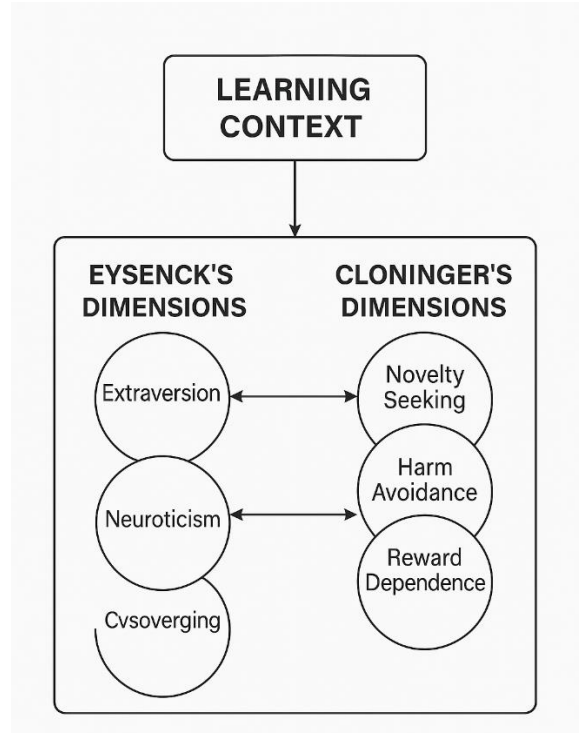 LEARNING
CONTEXT
EYSENCK'S
DIMENSIONS
Extraversion
Neuroticism
Cvsoverging
CLONINGER'S
DIMENSIONS
Novelty
Seeking
Harm
Avoidance
Reward
Dependence